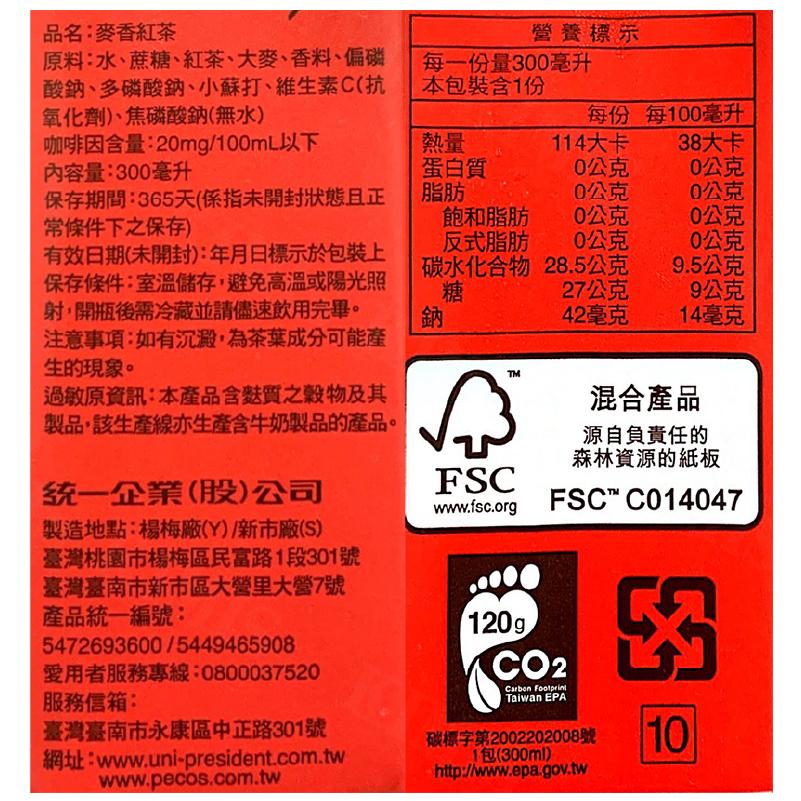 品名：麥香紅茶
原料：水、蔗糖、紅茶、大麥、香料、偏磷
酸鈉、多磷酸鈉、小蘇打、維生素C(抗
氧化劑)、焦磷酸鈉(無水)
咖啡因含量：20mg/100mL以下
內容量：300毫升
保存期間：365天(係指未開封狀態且正
常條件下之保存)
有效日期(未開封)：年月日標示於包裝上
保存條件：室溫儲存，避免高溫或陽光照
射，開瓶後需冷藏並請儘速飲用完畢。
注意事項：如有沉澱，為茶葉成分可能產
生的現象。
過敏原資訊：本產品含麩質之穀物及其
製品，該生產線亦生產含牛奶製品的產品。
統一企業(股)公司
製造地點：楊梅廠(Y)/新市廠(S)
臺灣桃園市楊梅區民富路1段301號
臺灣臺南市新市區大營里大營7號
產品統一編號：
5472693600/5449465908
愛用者服務專線：0800037520
服務信箱：
臺灣臺南市永康區中正路301號
網址：www.uni-president.com.tw
www.pecos.com.tw
營養標示
每一份量300毫升
本包裝含1份
每份 每100毫升
熱量 114大卡 38大卡
蛋白質 0公克 0公克
脂肪 0公克 0公克
飽和脂肪 0公克 0公克
反式脂肪 0公克 0公克
碳水化合物 28.5公克 9.5公克
糖 27公克 9公克
鈉 42毫克 14毫克
TM
FSC
www.fsc.org
混合產品
源自負責任的
森林資源的紙板
FSC™ C014047
120g
CO2
Carbon Footprint
Taiwan EPA
碳標字第2002202008號
1包(300ml)
http://www.epa.gov.tw
10